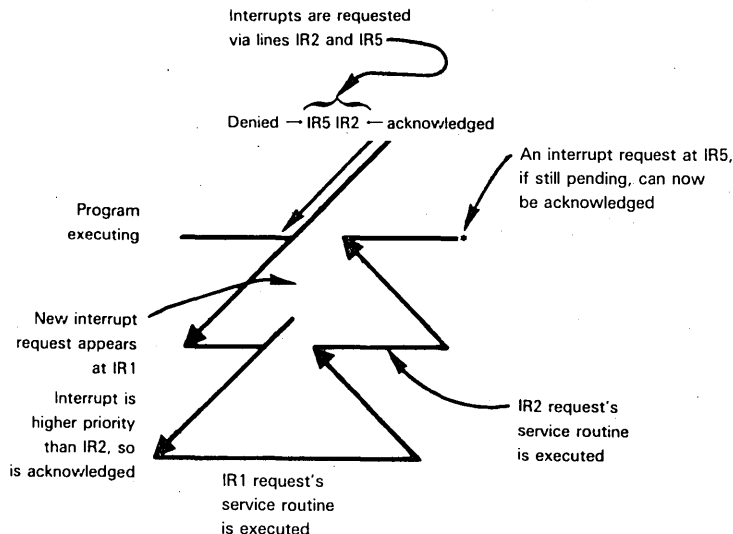 Interrupts are requested
via lines IR2 and IR5
Denied → IR5 IR2 ← acknowledged
An interrupt request at IR5,
if still pending, can now
be acknowledged
Program
executing
New interrupt
request appears
at IR1
Interrupt is
higher priority
than IR2, so
is acknowledged
IR2 request's
service routine
is executed
IR1 request's
service routine
is executed